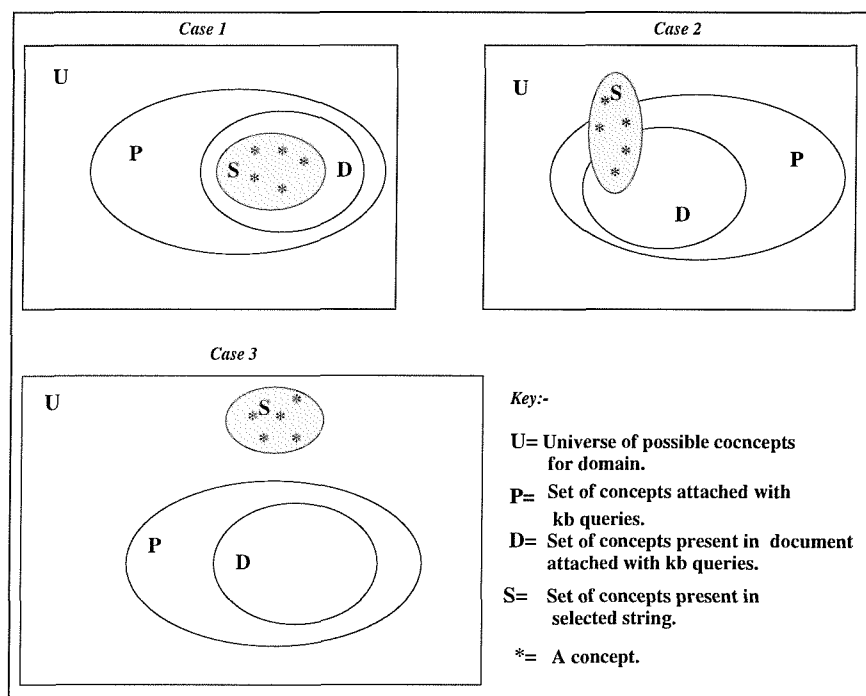 Case 1
U
P
S
D
*
*
*
*
*
Case 2
U
S
*
*
*
*
*
P
D
Case 3
U
S
*
*
*
*
*
P
D
Key:-
U= Universe of possible cocncepts
for domain.
P= Set of concepts attached with
kb queries.
D= Set of concepts present in document
attached with kb queries.
S= Set of concepts present in
selected string.
*= A concept.